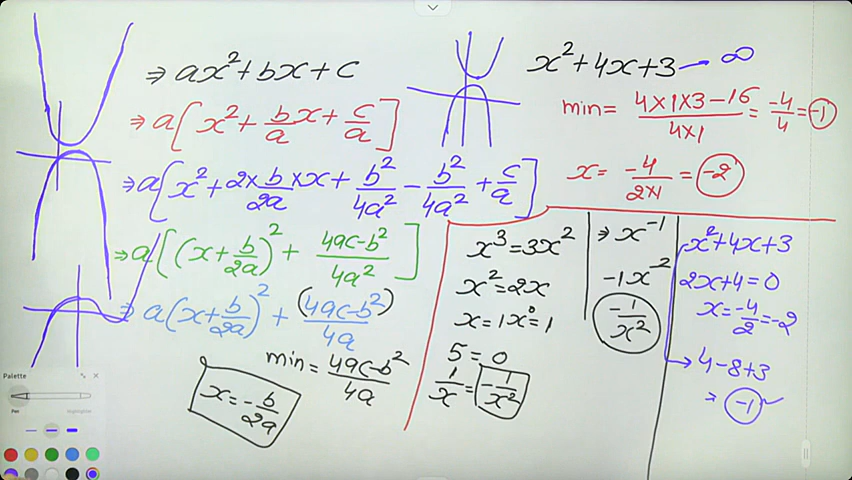 ⇒ ax² + bx + c
⇒ a[x² + b/a x + c/a]
⇒ a[x² + 2×b/2a ×x + b²/4a² - b²/4a² + c/a]
⇒ a[(x + b/2a)² + 4ac-b²/4a²]
⇒ a(x + b/2a)² + (4ac-b²)/4a
min = 4ac-b²/4a
x = -b/2a
x² + 4x + 3 → ∞
min = 4×1×3-16/4×1 = -4/4 = -1
x = -4/2×1 = -2
x³ = 3x²
x² = 2x
x = 1x⁰ = 1
5 = 0
1/x = -1/x²
⇒ x⁻¹
-1x⁻²
-1/x²
x² + 4x + 3
2x + 4 = 0
x = -4/2 = -2
→ 4 - 8 + 3
⇒ -1
Palette
Pen
Highlighter